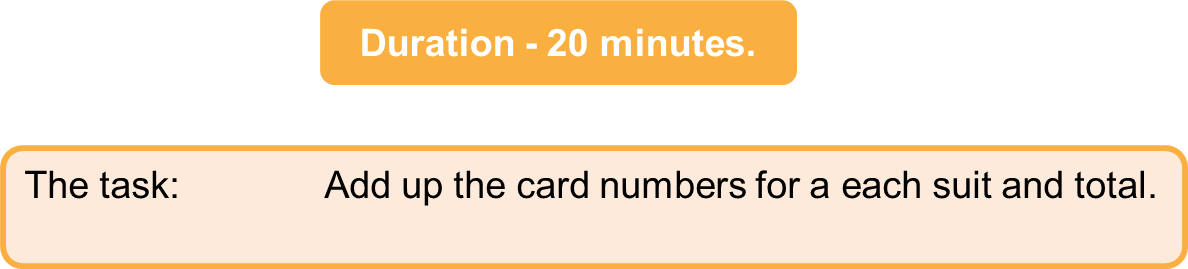 Duration - 20 minutes.
The task: Add up the card numbers for a each suit and total.